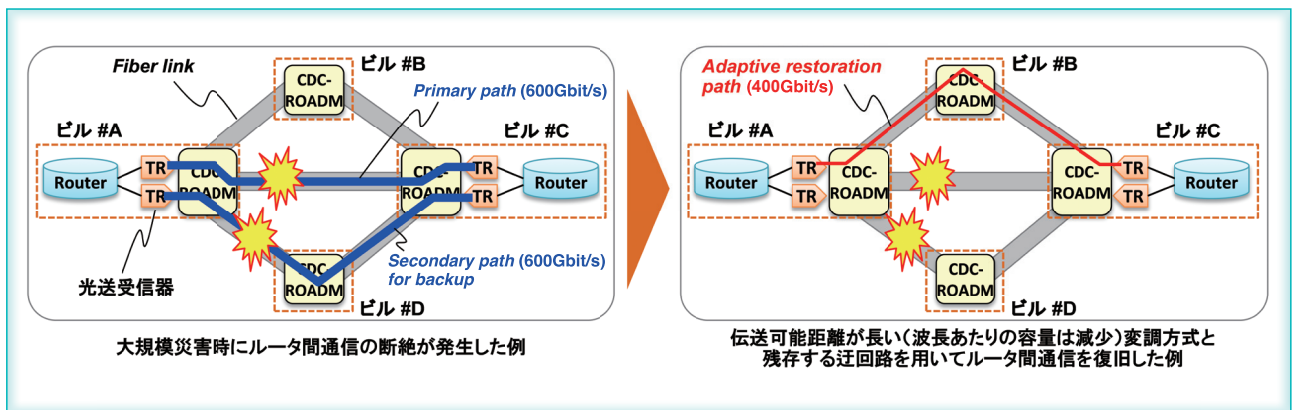 Fiber link
ビル #B
CDC-
ROADM
Primary path (600Gbit/s)
ビル #A
ビル #C
Router
TR
TR
CDC-
ROADM
CDC-
ROADM
TR
TR
Router
光送受信器
CDC-
ROADM
Secondary path (600Gbit/s)
for backup
ビル #D
大規模災害時にルータ間通信の断絶が発生した例
Adaptive restoration
path (400Gbit/s)
ビル #B
CDC-
ROADM
ビル #A
ビル #C
Router
TR
TR
CDC-
ROADM
CDC-
ROADM
TR
TR
Router
CDC-
ROADM
ビル #D
伝送可能距離が長い（波長あたりの容量は減少）変調方式と
残存する迂回路を用いてルータ間通信を復旧した例